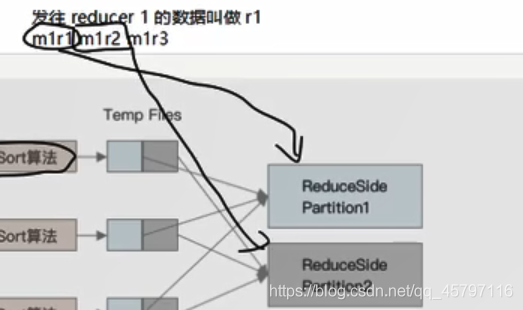 发往 reducer 1 的数据叫做 r1
m1r1 m1r2 m1r3
Temp Files
Sort算法
ReduceSide
Partition1
Sort算法
ReduceSide
Partition2
Sort算法
https://blog.csdn.net/qq_45797116